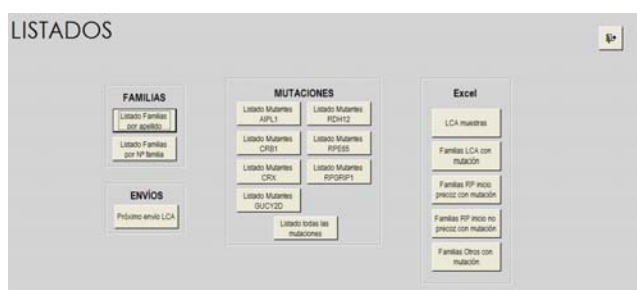 LISTADOS
FAMILIAS
Listado Familias
por apellido
Listado Familias
por Nº familia
ENVÍOS
Próximo envío LCA
MUTACIONES
Listado Mutantes
AIPL1
Listado Mutantes
RDH12
Listado Mutantes
CRB1
Listado Mutantes
RPE65
Listado Mutantes
CRX
Listado Mutantes
RPGRIP1
Listado Mutantes
GUCY2D
Listado todas las
mutaciones
Excel
LCA muestras
Familias LCA con
mutación
Familias RP inicio
precoz con mutación
Familias RP inicio no
precoz con mutación
Familias Otros con
mutación